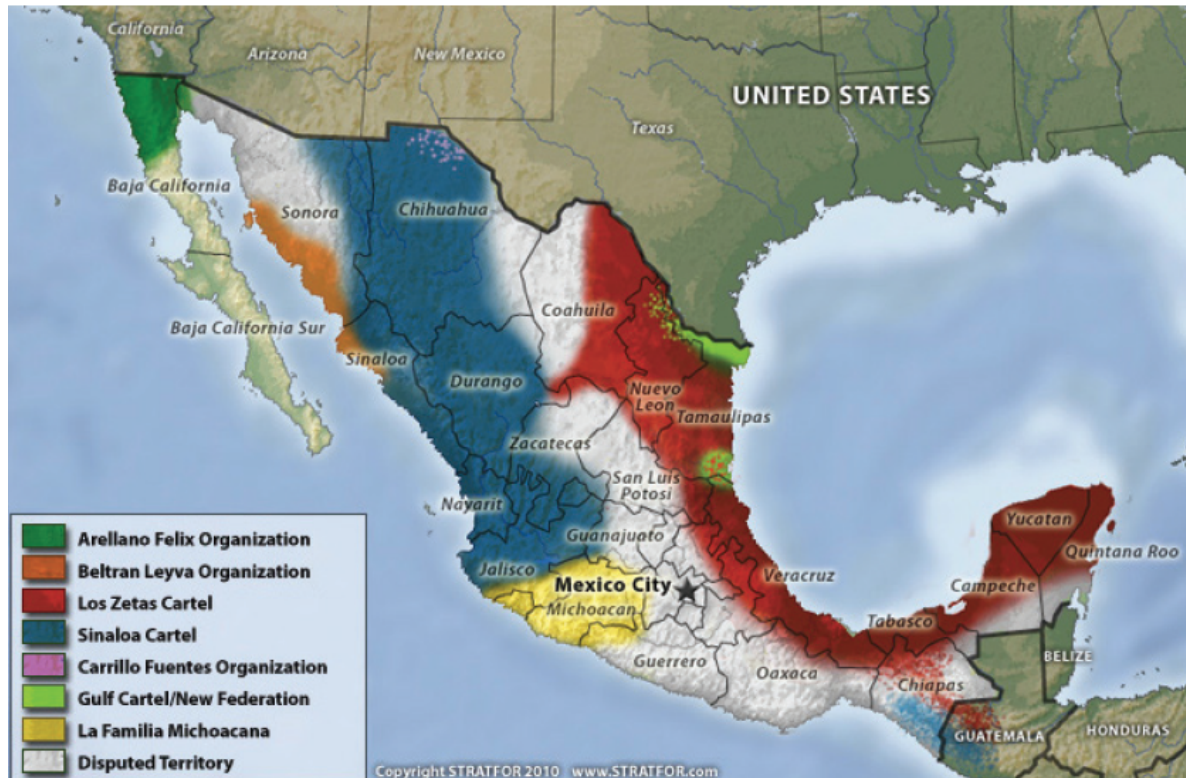 California
Arizona
New Mexico
UNITED STATES
Texas
Baja California
Sonora
Chihuahua
Coahuila
Baja California Sur
Sinaloa
Durango
Nuevo
Leon
Tamaulipas
Zacatecas
San Luis
Potosi
Nayarit
Guanajuato
Yucatan
Quintana Roo
Jalisco
Mexico City
Veracruz
Campeche
Michoacan
Tabasco
BELIZE
Guerrero
Oaxaca
Chiapas
GUATEMALA
HONDURAS
Arellano Felix Organization
Beltran Leyva Organization
Los Zetas Cartel
Sinaloa Cartel
Carrillo Fuentes Organization
Gulf Cartel/New Federation
La Familia Michoacana
Disputed Territory
Copyright STRATFOR 2010 www.STRATFOR.com